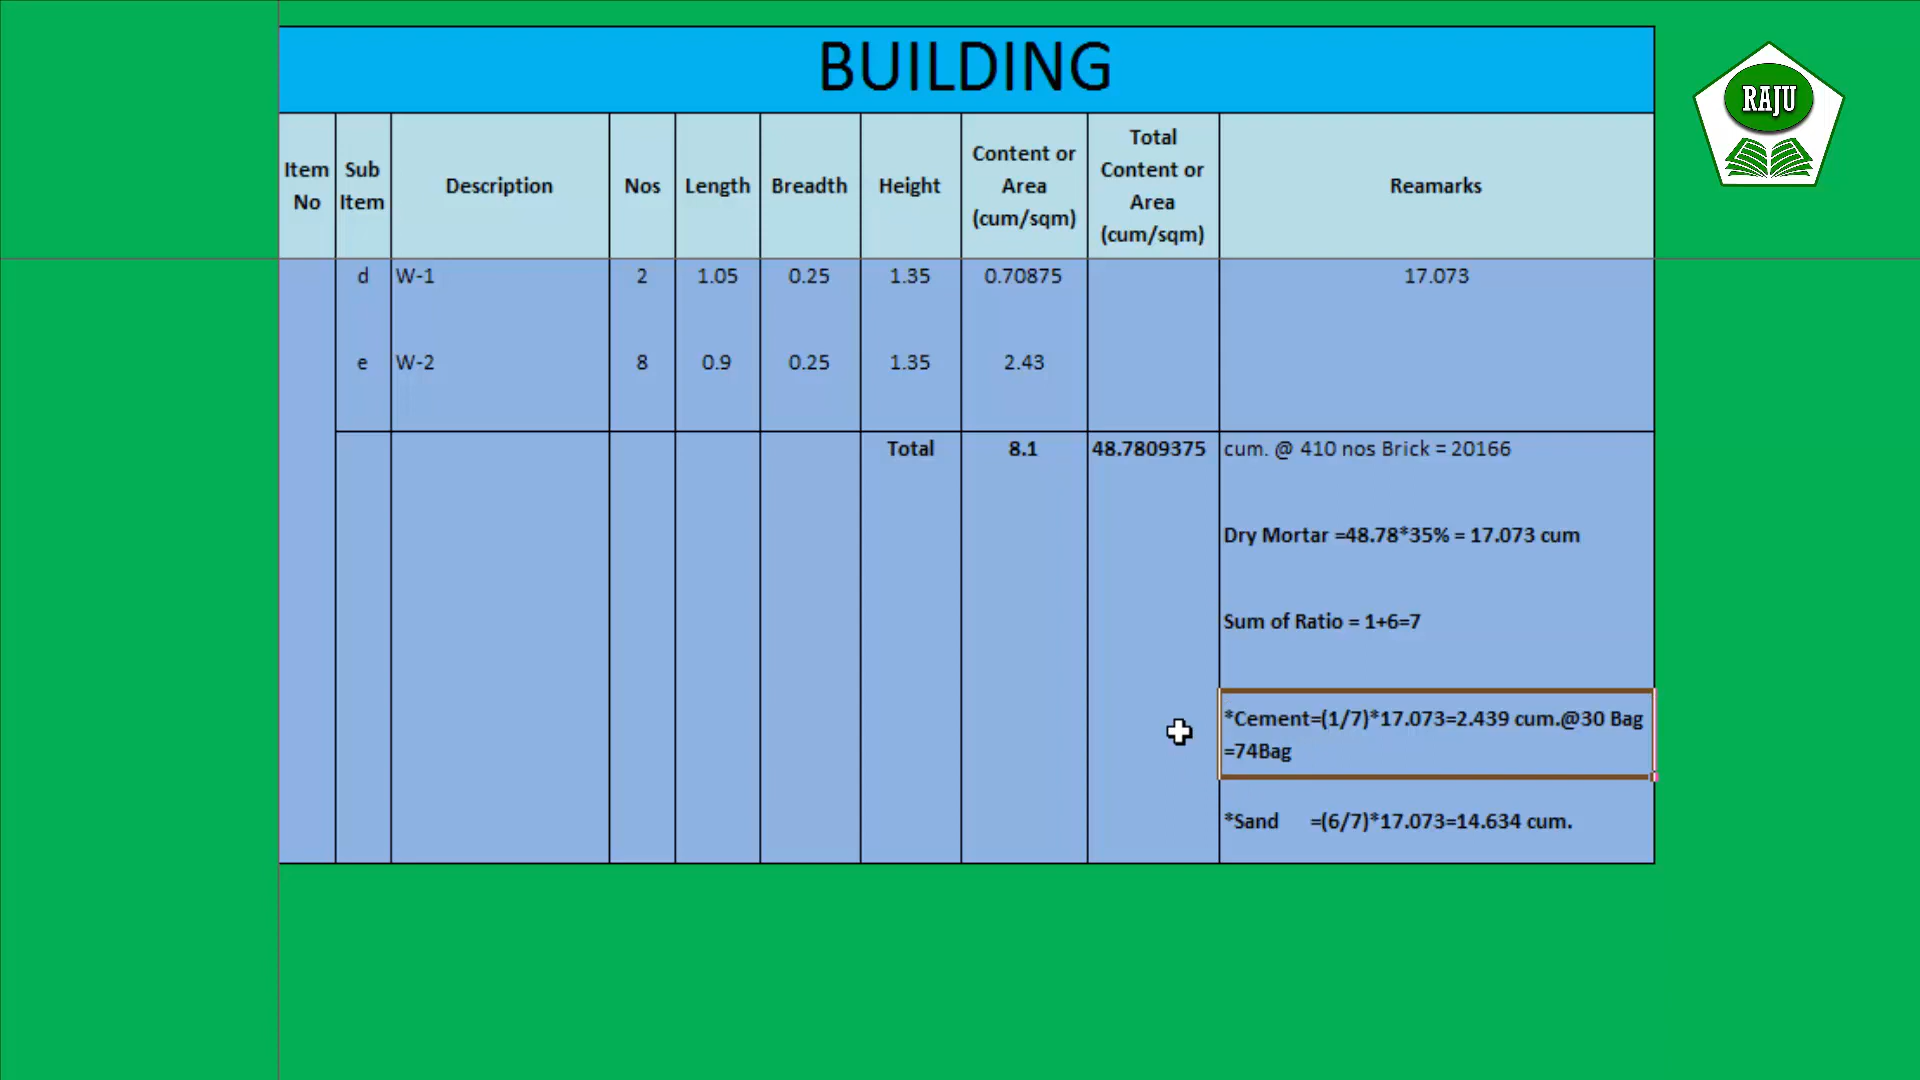 BUILDING
RAJU
Item No
Sub Item
Description
Nos
Length
Breadth
Height
Content or Area (cum/sqm)
Total Content or Area (cum/sqm)
Reamarks
d W-1 2 1.05 0.25 1.35 0.70875 17.073
e W-2 8 0.9 0.25 1.35 2.43
Total 8.1 48.7809375 cum. @ 410 nos Brick = 20166
Dry Mortar =48.78*35% = 17.073 cum
Sum of Ratio = 1+6=7
*Cement=(1/7)*17.073=2.439 cum.@30 Bag
=74Bag
*Sand =(6/7)*17.073=14.634 cum.